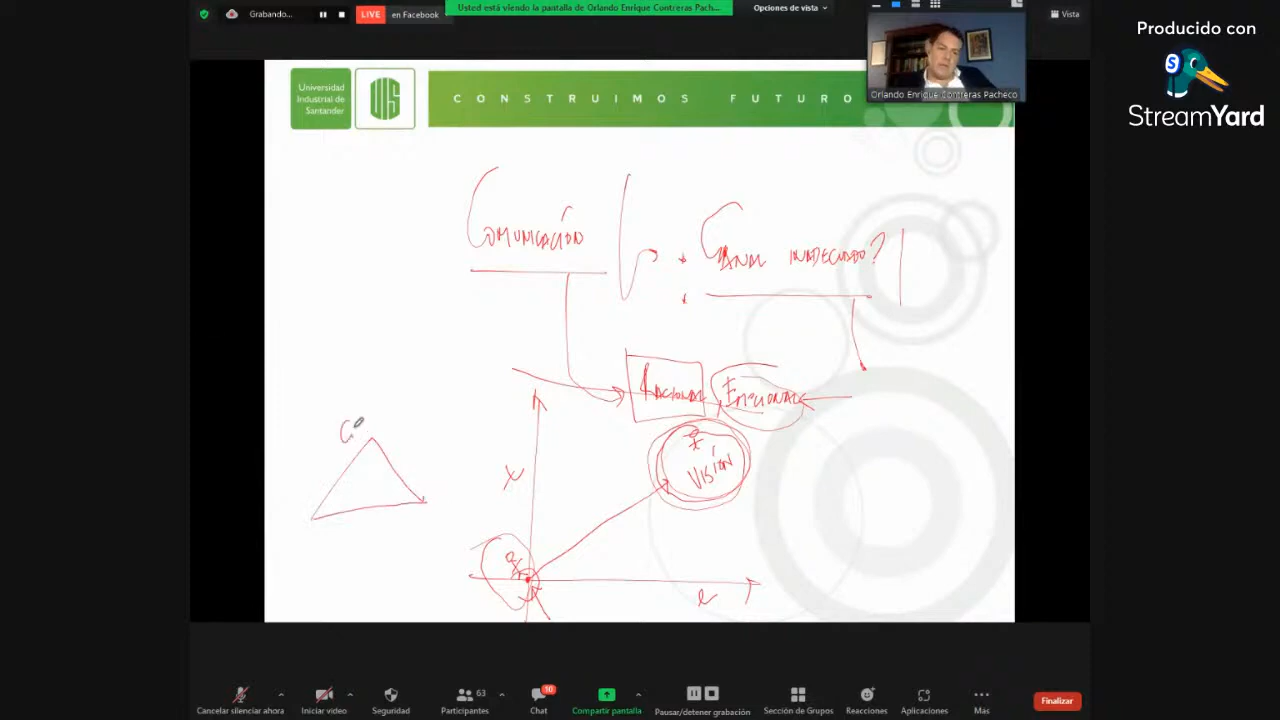 Grabando...
LIVE
en Facebook
Usted está viendo la pantalla de Orlando Enrique Contreras Pach...
Opciones de vista
Vista
Producido con
StreamYard
Orlando Enrique Contreras Pacheco
Universidad
Industrial de
Santander
UIS
CONSTRUIMOS FUTURO
COMUNICACIÓN
CANAL INADECUADO?
RACIONAL
EMOCIONAL
VISIÓN
X
Cancelar silenciar ahora
Iniciar video
Seguridad
63
Participantes
10
Chat
Compartir pantalla
Pausar/detener grabación
Sección de Grupos
Reacciones
Aplicaciones
Más
Finalizar